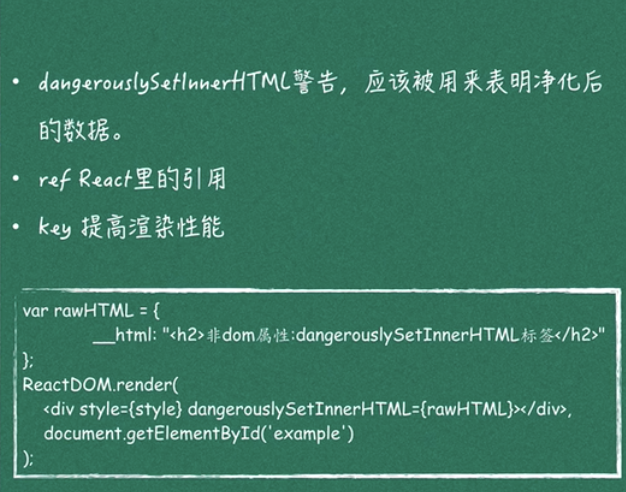 • dangerouslySetInnerHTML警告，应该被用来表明净化后
的数据。
• ref React里的引用
• key 提高渲染性能
var rawHTML = {
__html: "<h2>非dom属性:dangerouslySetInnerHTML标签</h2>"
};
ReactDOM.render(
<div style={style} dangerouslySetInnerHTML={rawHTML}></div>,
document.getElementById('example')
);